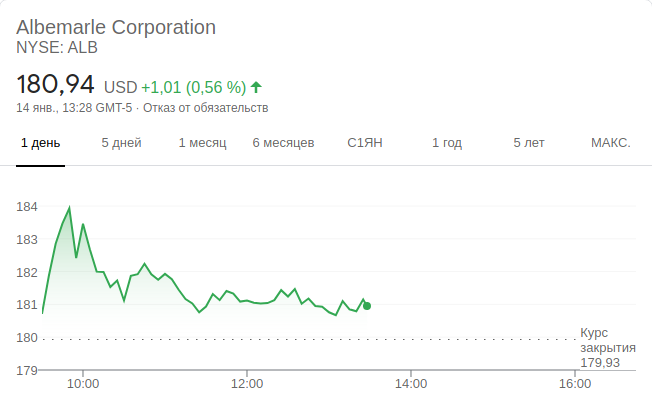 Albemarle Corporation
NYSE: ALB
180,94 USD +1,01 (0,56 %)
14 янв., 13:28 GMT-5 · Отказ от обязательств
1 день 5 дней 1 месяц 6 месяцев С1ЯН 1 год 5 лет МАКС.
184
183
182
181
180
Курс
закрытия
179,93
179
10:00 12:00 14:00 16:00